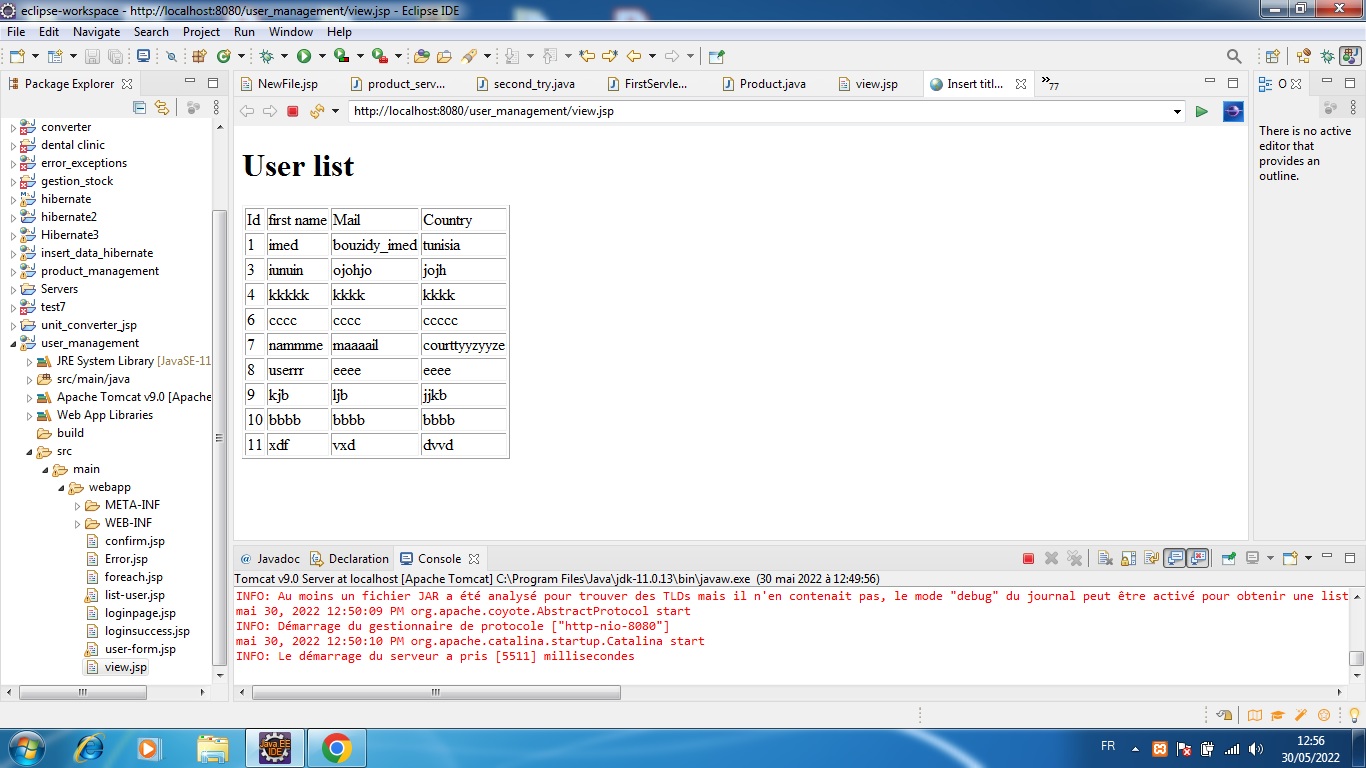 eclipse-workspace - http://localhost:8080/user_management/view.jsp - Eclipse IDE
File Edit Navigate Search Project Run Window Help
Package Explorer
NewFile.jsp product_serv... second_try.java FirstServle... Product.java view.jsp Insert titl... »77
http://localhost:8080/user_management/view.jsp
converter
dental clinic
error_exceptions
gestion_stock
hibernate
hibernate2
Hibernate3
insert_data_hibernate
product_management
Servers
test7
unit_converter_jsp
user_management
JRE System Library [JavaSE-11
src/main/java
Apache Tomcat v9.0 [Apache
Web App Libraries
build
src
main
webapp
META-INF
WEB-INF
confirm.jsp
Error.jsp
foreach.jsp
list-user.jsp
loginpage.jsp
loginsuccess.jsp
user-form.jsp
view.jsp
User list
Id first name Mail Country
1 imed bouzidy_imed tunisia
3 iunuin ojohjo jojh
4 kkkkk kkkk kkkk
6 cccc cccc ccccc
7 nammme maaaail courttyyzyyze
8 userrr eeee eeee
9 kjb ljb jjkb
10 bbbb bbbb bbbb
11 xdf vxd dvvd
O
There is no active
editor that
provides an
outline.
@ Javadoc Declaration Console
Tomcat v9.0 Server at localhost [Apache Tomcat] C:\Program Files\Java\jdk-11.0.13\bin\javaw.exe (30 mai 2022 à 12:49:56)
INFO: Au moins un fichier JAR a été analysé pour trouver des TLDs mais il n'en contenait pas, le mode "debug" du journal peut être activé pour obtenir une list
mai 30, 2022 12:50:09 PM org.apache.coyote.AbstractProtocol start
INFO: Démarrage du gestionnaire de protocole ["http-nio-8080"]
mai 30, 2022 12:50:10 PM org.apache.catalina.startup.Catalina start
INFO: Le démarrage du serveur a pris [5511] millisecondes
Java EE
IDE
FR
12:56
30/05/2022